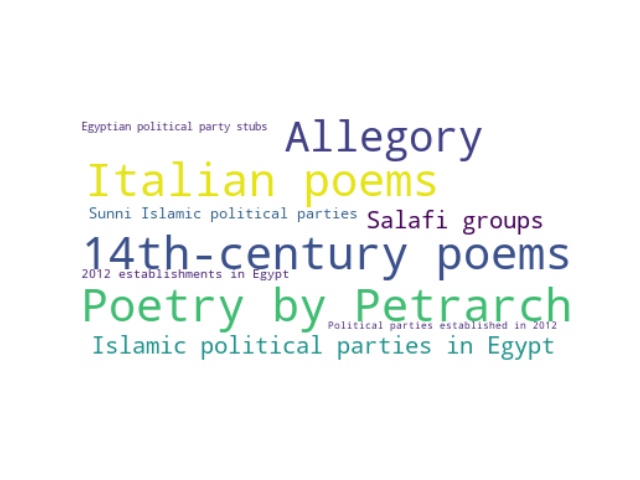 Egyptian political party stubs
Allegory
Italian poems
Sunni Islamic political parties
Salafi groups
14th-century poems
2012 establishments in Egypt
Poetry by Petrarch
Political parties established in 2012
Islamic political parties in Egypt